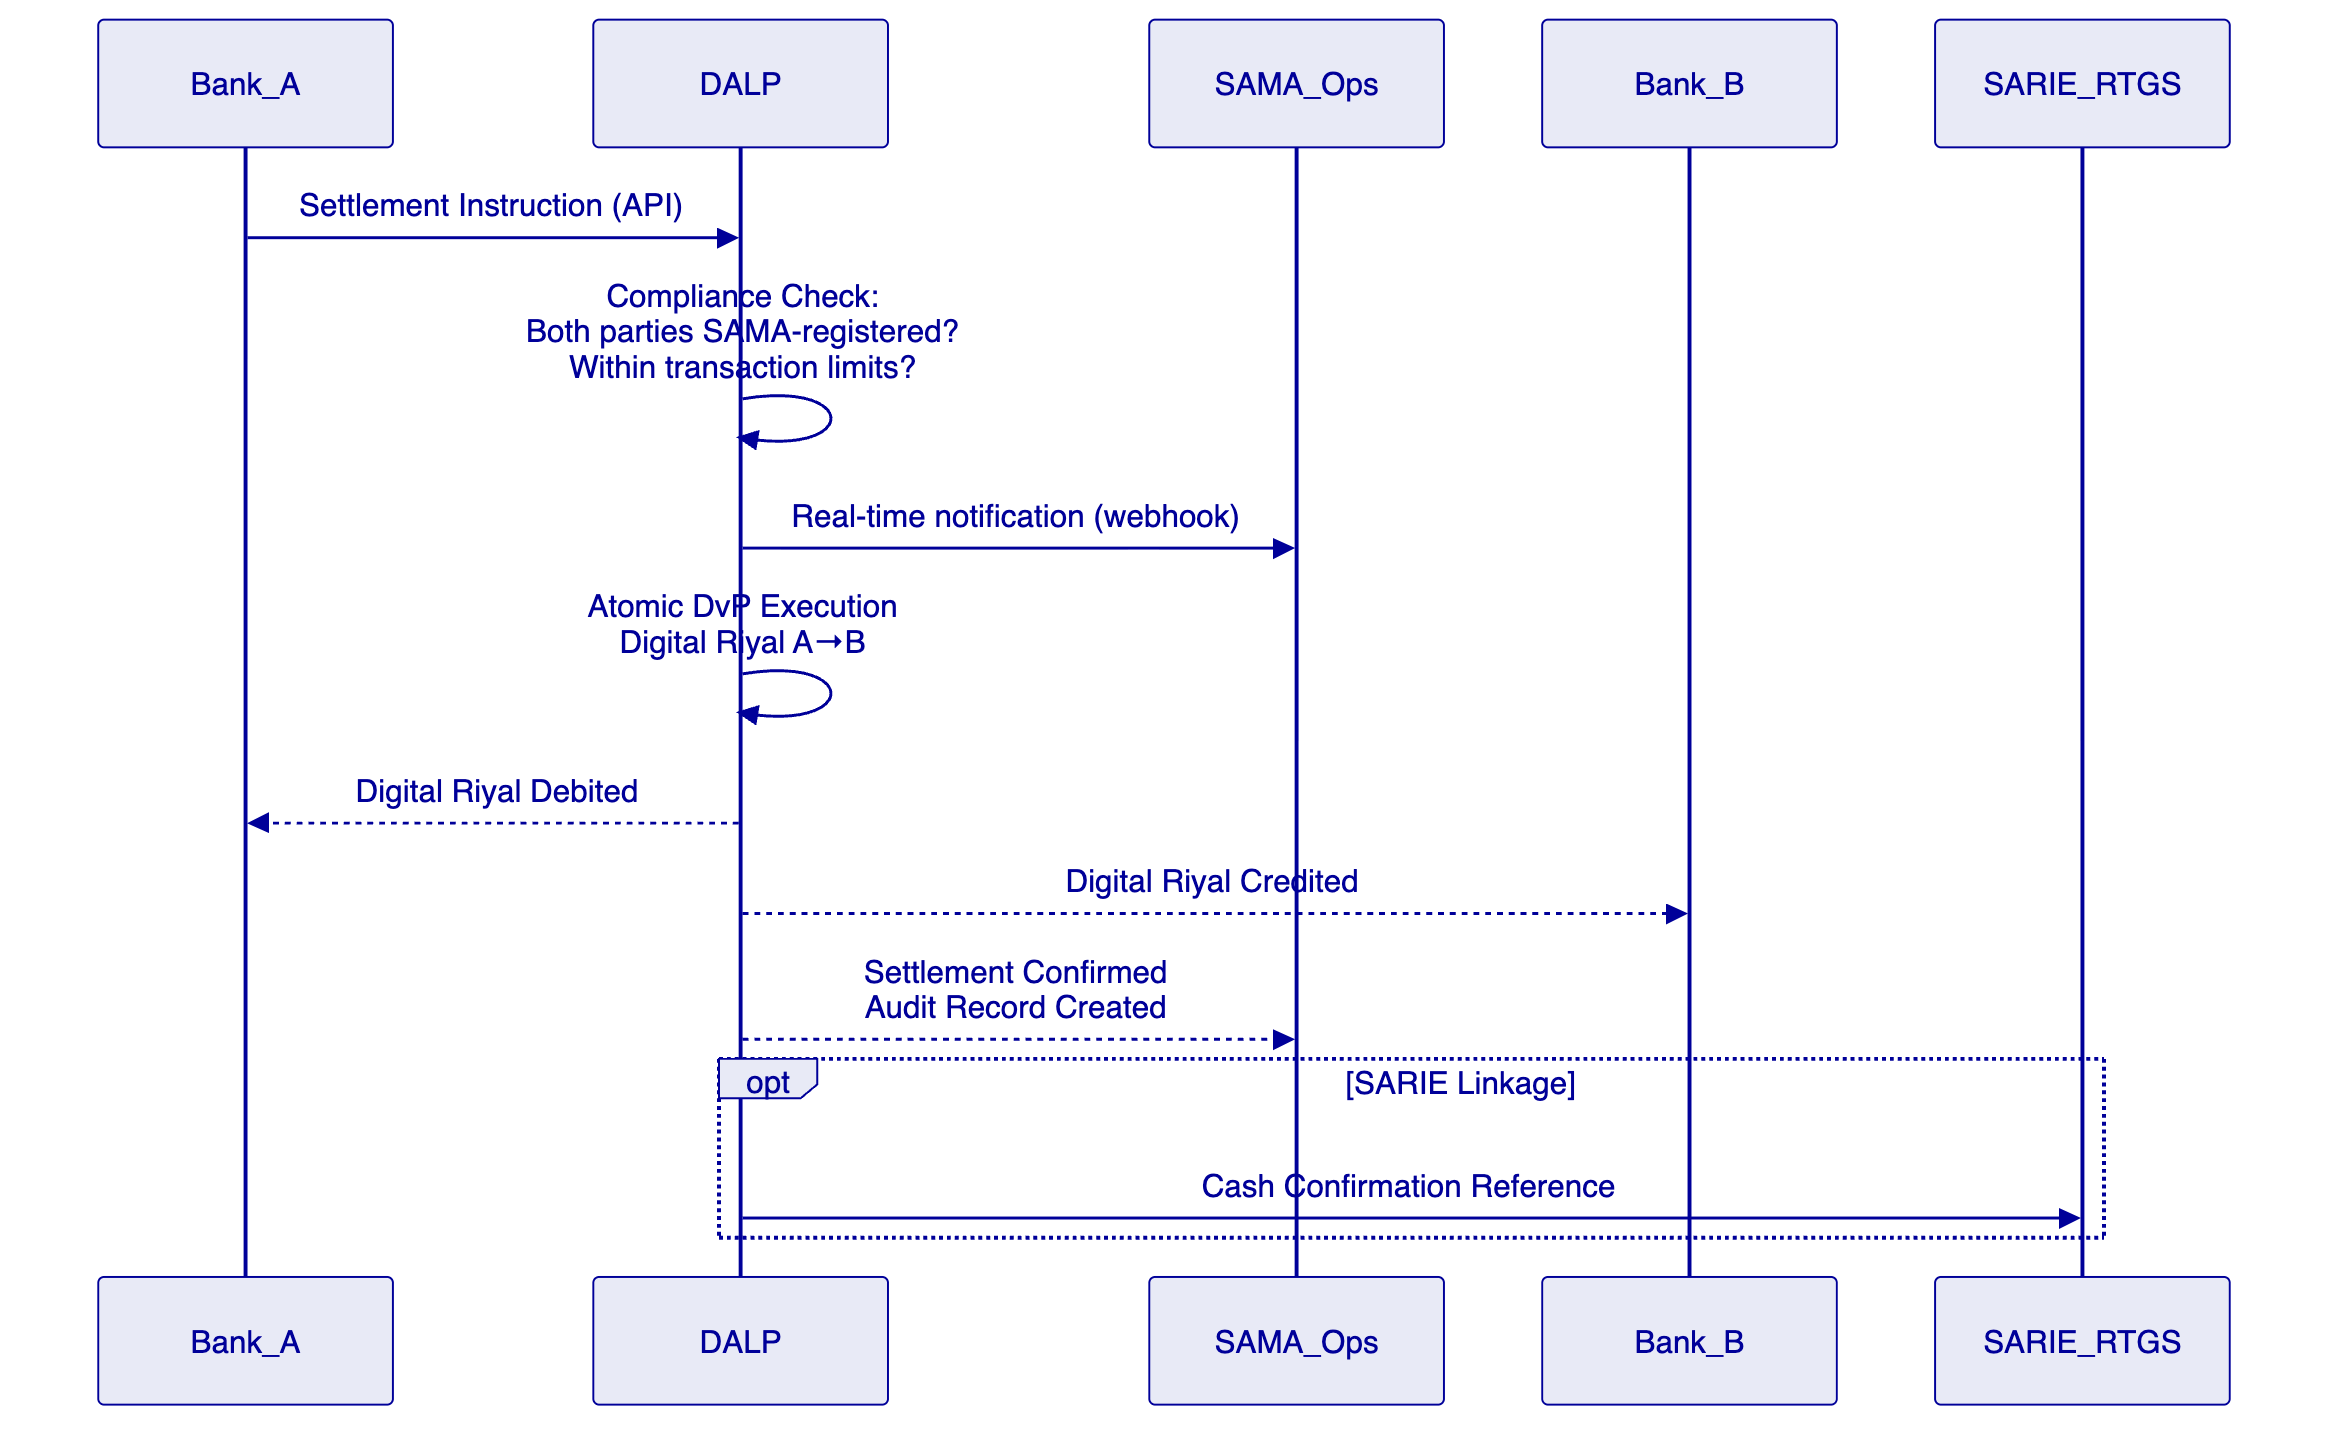 Bank_A
DALP
SAMA_Ops
Bank_B
SARIE_RTGS
Settlement Instruction (API)
Compliance Check:
Both parties SAMA-registered?
Within transaction limits?
Real-time notification (webhook)
Atomic DvP Execution
Digital Riyal A→B
Digital Riyal Debited
Digital Riyal Credited
Settlement Confirmed
Audit Record Created
opt
[SARIE Linkage]
Cash Confirmation Reference
Bank_A
DALP
SAMA_Ops
Bank_B
SARIE_RTGS